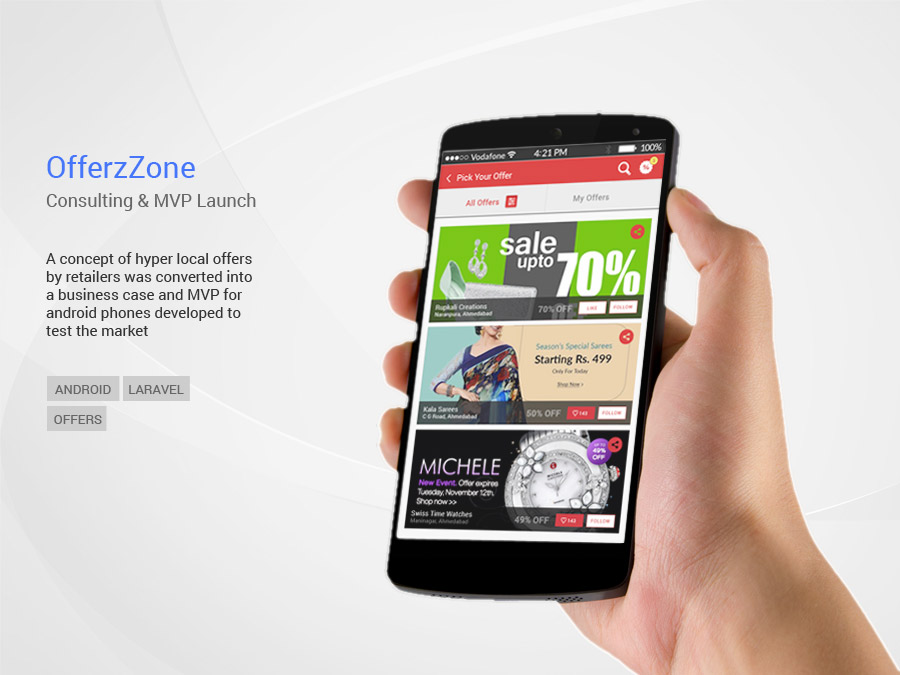 OfferzZone
Consulting & MVP Launch
A concept of hyper local offers
by retailers was converted into
a business case and MVP for
android phones developed to
test the market
ANDROID
LARAVEL
OFFERS
Vodafone
4:21 PM
100%
Pick Your Offer
%
All Offers
My Offers
sale
upto
70%
Rupkali Creations
Naranpura, Ahmedabad
70% OFF
LIKE
FOLLOW
Season's Special Sarees
Starting Rs. 499
Only For Today
Shop Now >
Kala Sarees
C G Road, Ahmedabad
50% OFF
143
FOLLOW
UP TO
49%
OFF
MICHELE
New Event. Offer expires
Tuesday, November 12th.
Shop now >>
Swiss Time Watches
Maninagar, Ahmedabad
49% OFF
143
FOLLOW